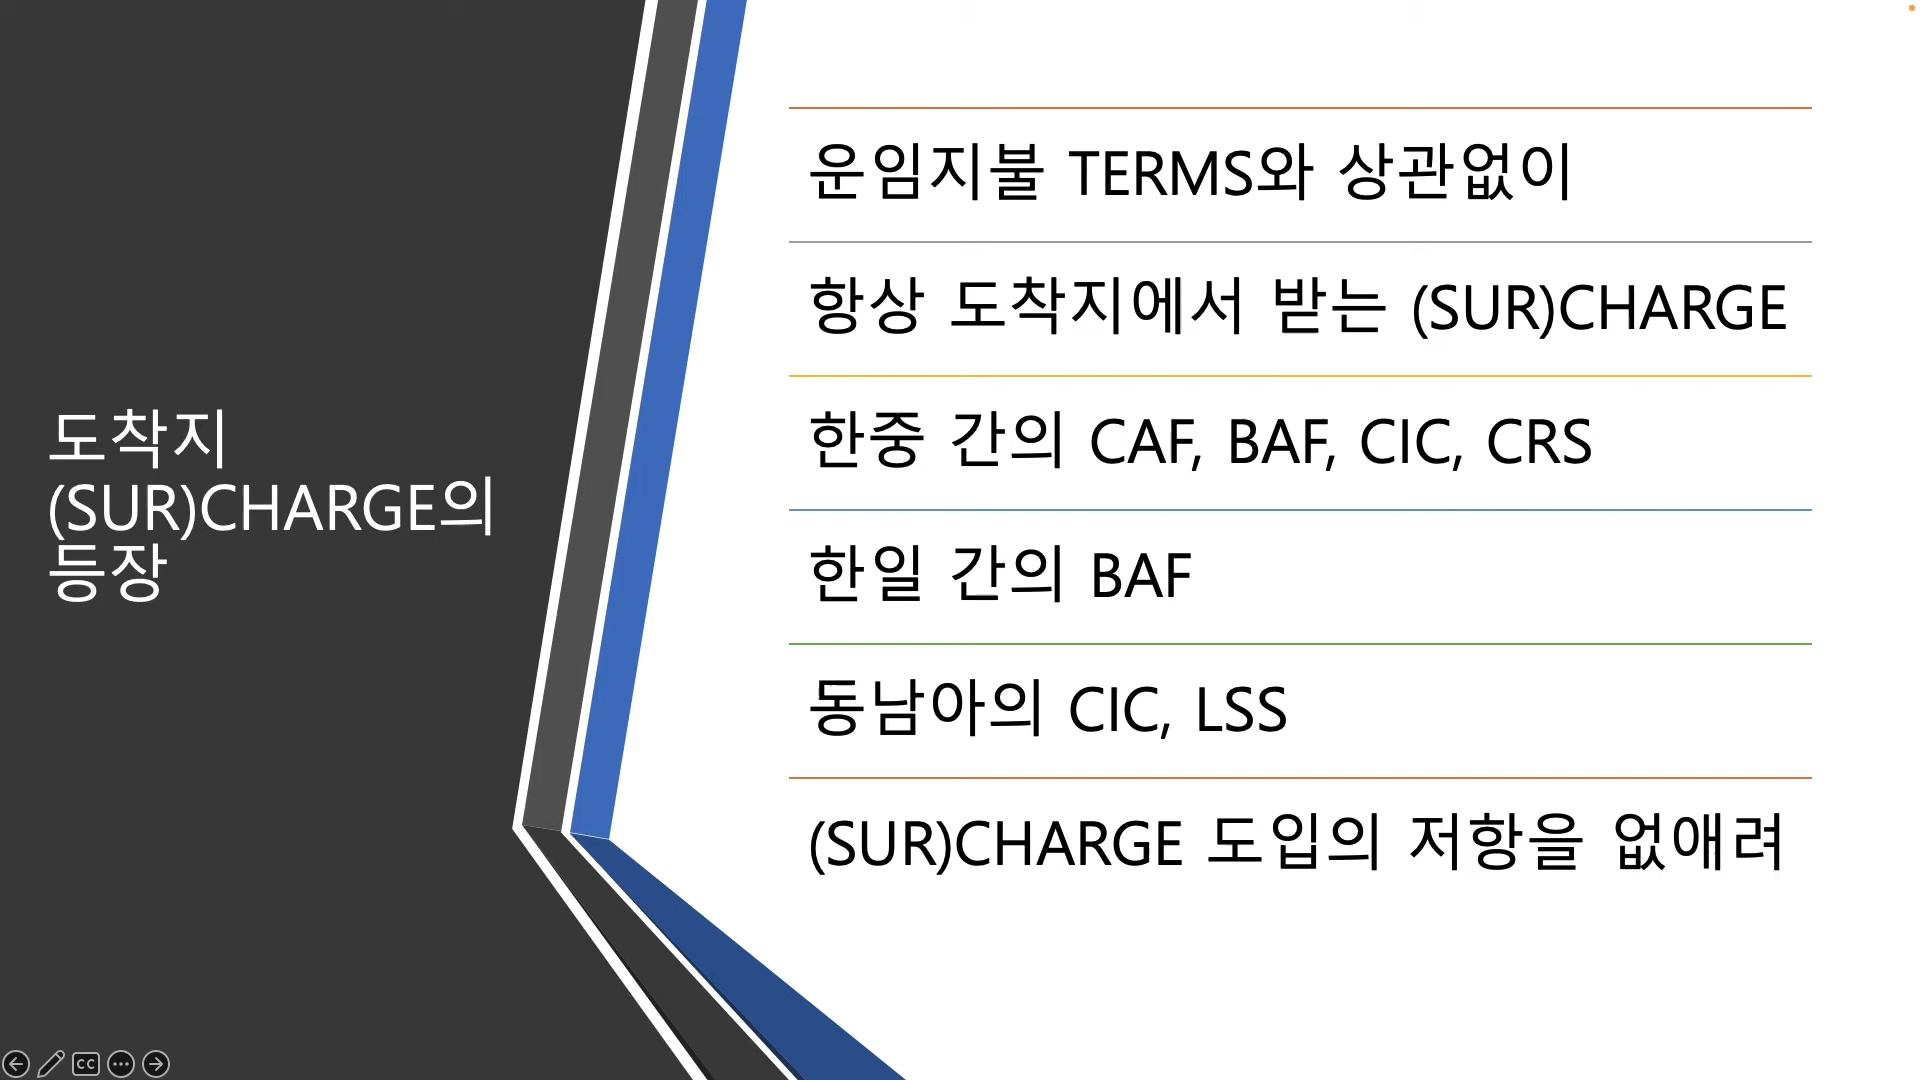 도착지
(SUR)CHARGE의
등장
운임지불 TERMS와 상관없이
항상 도착지에서 받는 (SUR)CHARGE
한중 간의 CAF, BAF, CIC, CRS
한일 간의 BAF
동남아의 CIC, LSS
(SUR)CHARGE 도입의 저항을 없애려
CC